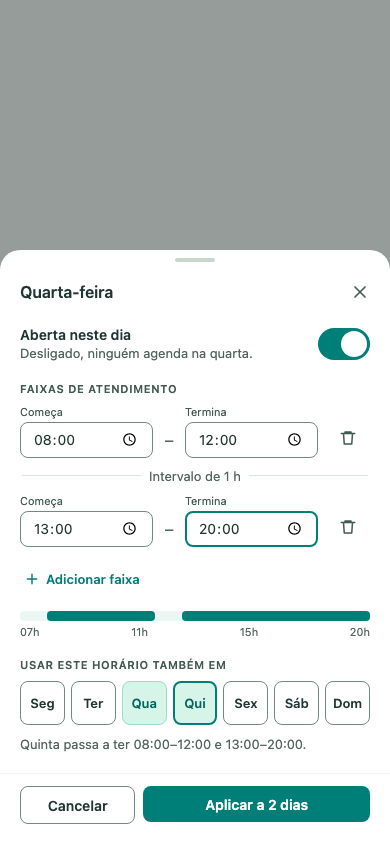 Quarta-feira
Aberta neste dia
Desligado, ninguém agenda na quarta.
FAIXAS DE ATENDIMENTO
Começa Termina
08:00 – 12:00
Intervalo de 1 h
Começa Termina
13:00 – 20:00
+ Adicionar faixa
07h 11h 15h 20h
USAR ESTE HORÁRIO TAMBÉM EM
Seg Ter Qua Qui Sex Sáb Dom
Quinta passa a ter 08:00–12:00 e 13:00–20:00.
Cancelar Aplicar a 2 dias